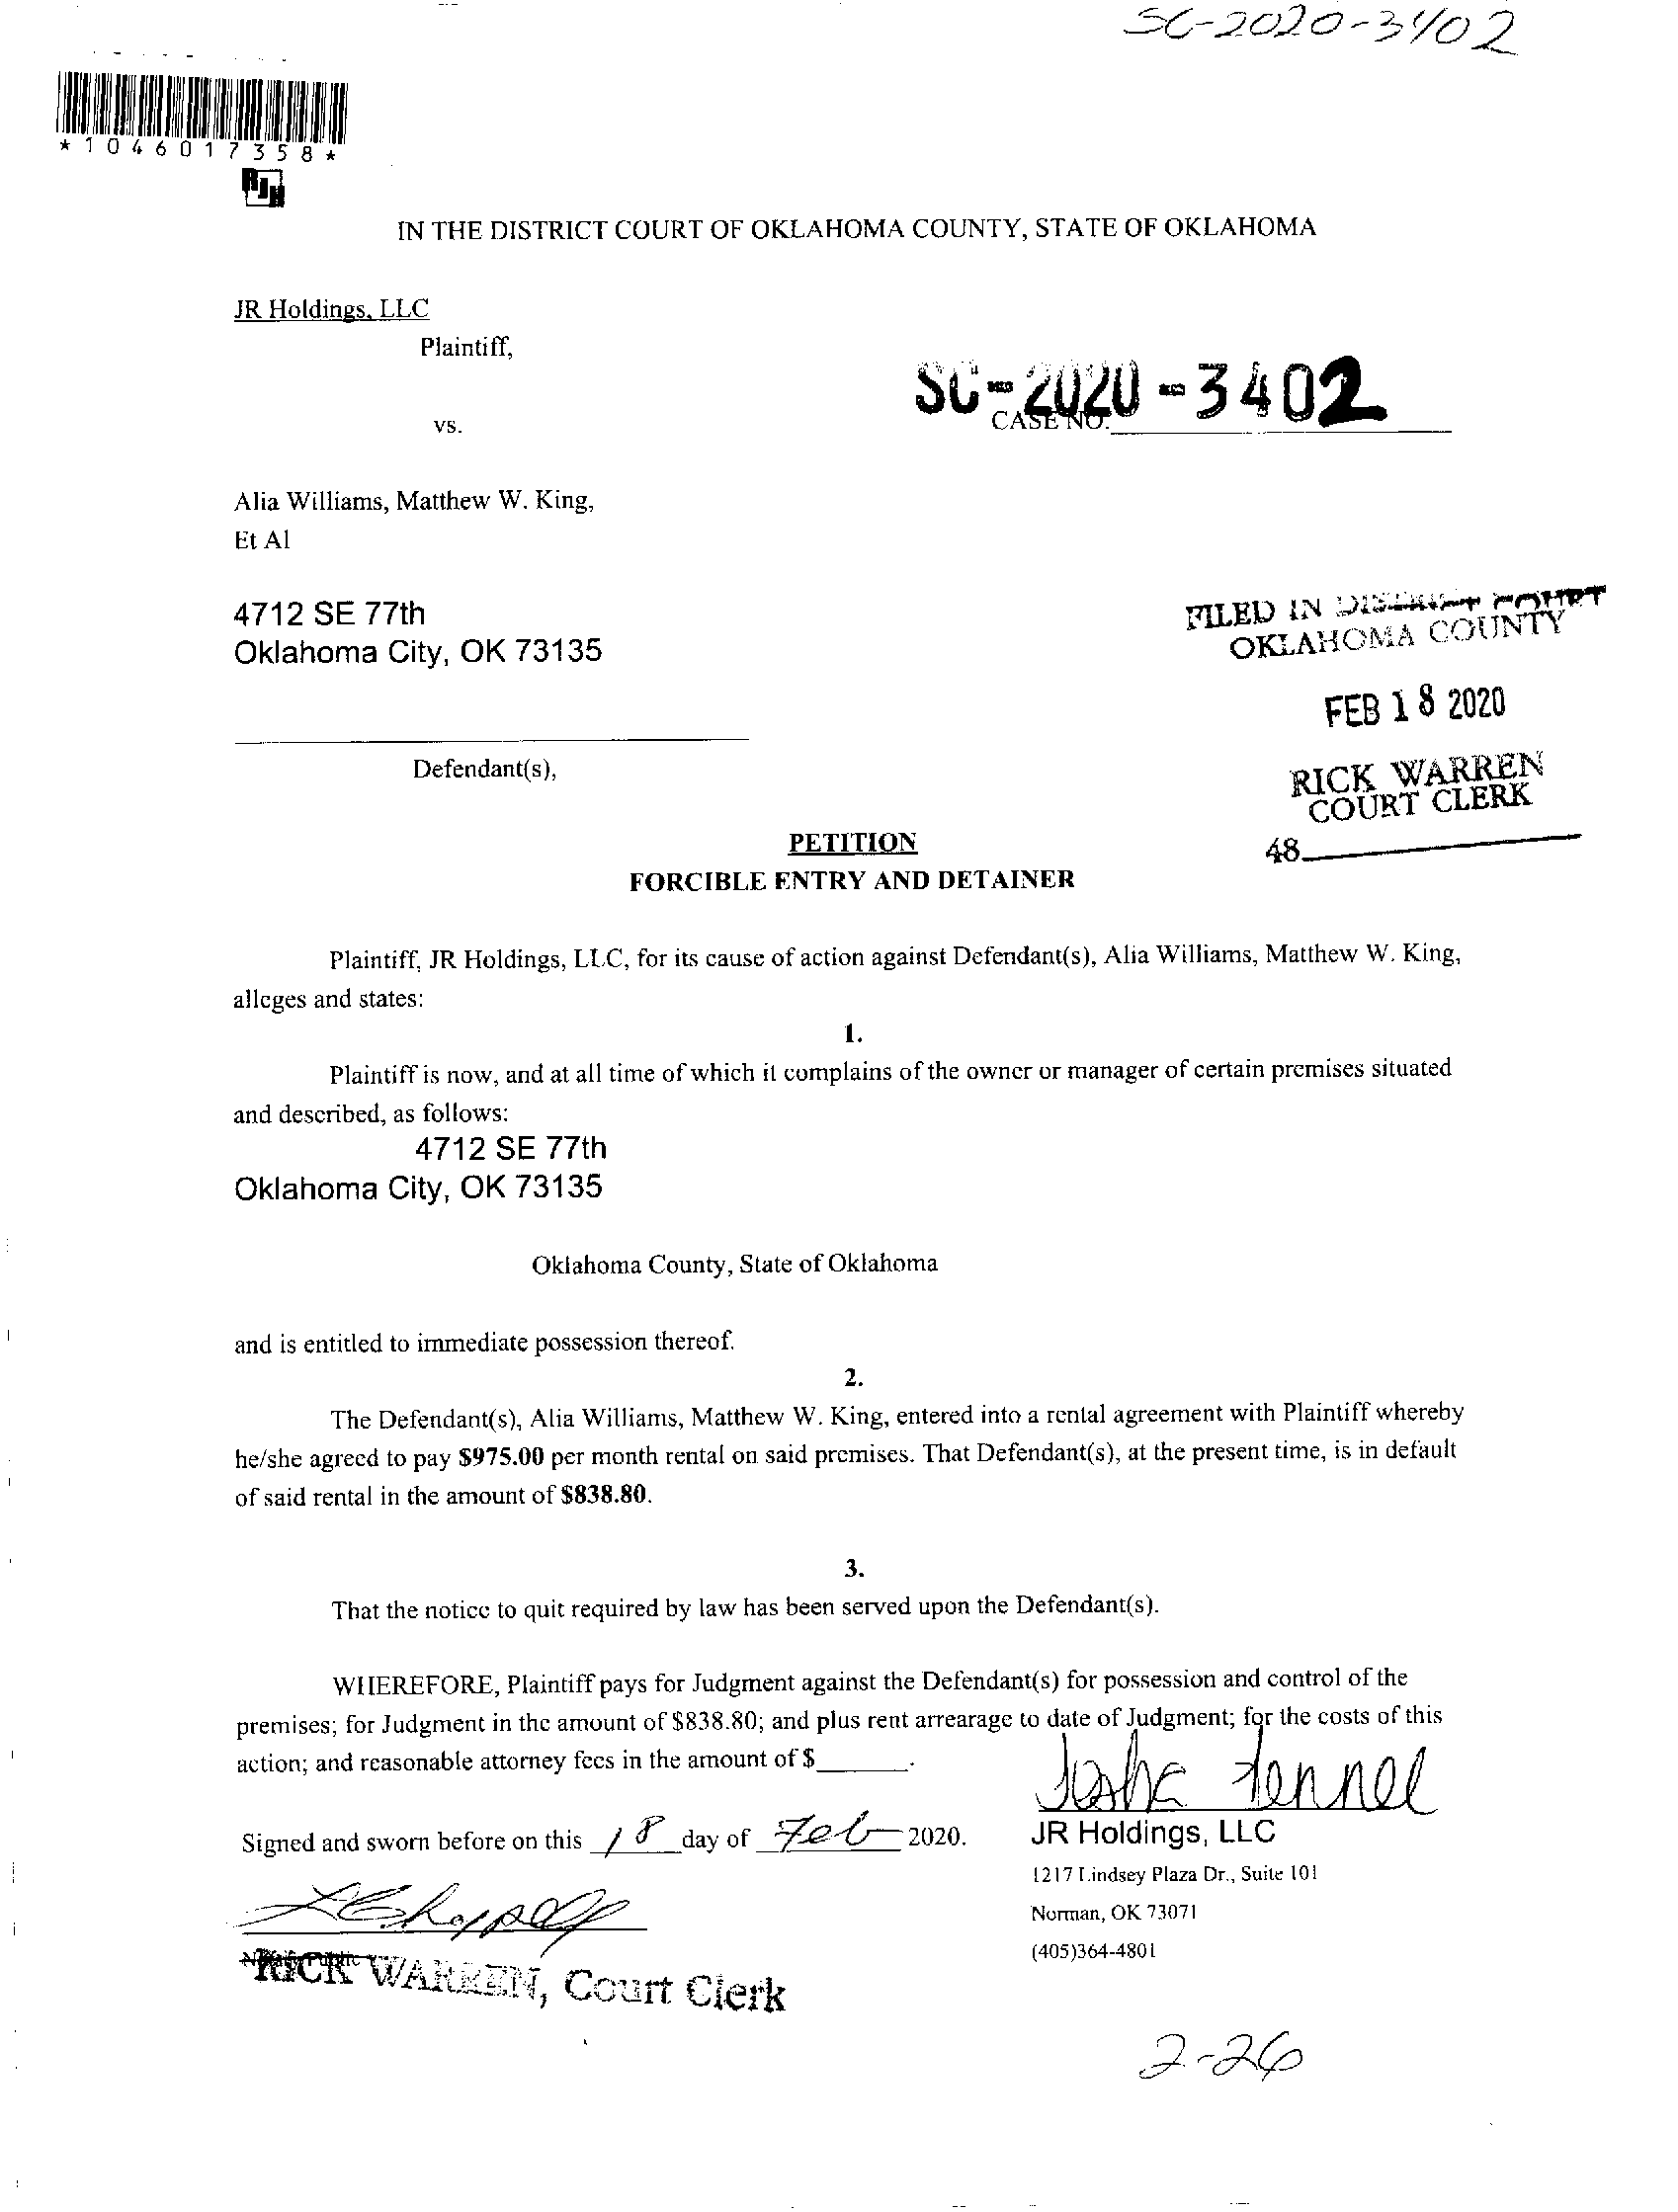 SC-2020-3402
*1046017358*
IN THE DISTRICT COURT OF OKLAHOMA COUNTY, STATE OF OKLAHOMA
JR Holdings, LLC
Plaintiff,
SC-2020-3402
CASE NO.
vs.
Alia Williams, Matthew W. King,
Et Al
4712 SE 77th
Oklahoma City, OK 73135
FILED IN DISTRICT COURT
OKLAHOMA COUNTY
FEB 18 2020
RICK WARREN
COURT CLERK
48
Defendant(s),
PETITION
FORCIBLE ENTRY AND DETAINER
Plaintiff, JR Holdings, LLC, for its cause of action against Defendant(s), Alia Williams, Matthew W. King,
alleges and states:
1.
Plaintiff is now, and at all time of which it complains of the owner or manager of certain premises situated
and described, as follows:
4712 SE 77th
Oklahoma City, OK 73135
Oklahoma County, State of Oklahoma
and is entitled to immediate possession thereof.
2.
The Defendant(s), Alia Williams, Matthew W. King, entered into a rental agreement with Plaintiff whereby
he/she agreed to pay $975.00 per month rental on said premises. That Defendant(s), at the present time, is in default
of said rental in the amount of $838.80.
3.
That the notice to quit required by law has been served upon the Defendant(s).
WHEREFORE, Plaintiff pays for Judgment against the Defendant(s) for possession and control of the
premises; for Judgment in the amount of $838.80; and plus rent arrearage to date of Judgment; for the costs of this
action; and reasonable attorney fees in the amount of $______.
Signed and sworn before on this 18 day of Feb 2020.
JR Holdings, LLC
1217 Lindsey Plaza Dr., Suite 101
Norman, OK 73071
(405)364-4801
RICK WARREN, Court Clerk
2-26